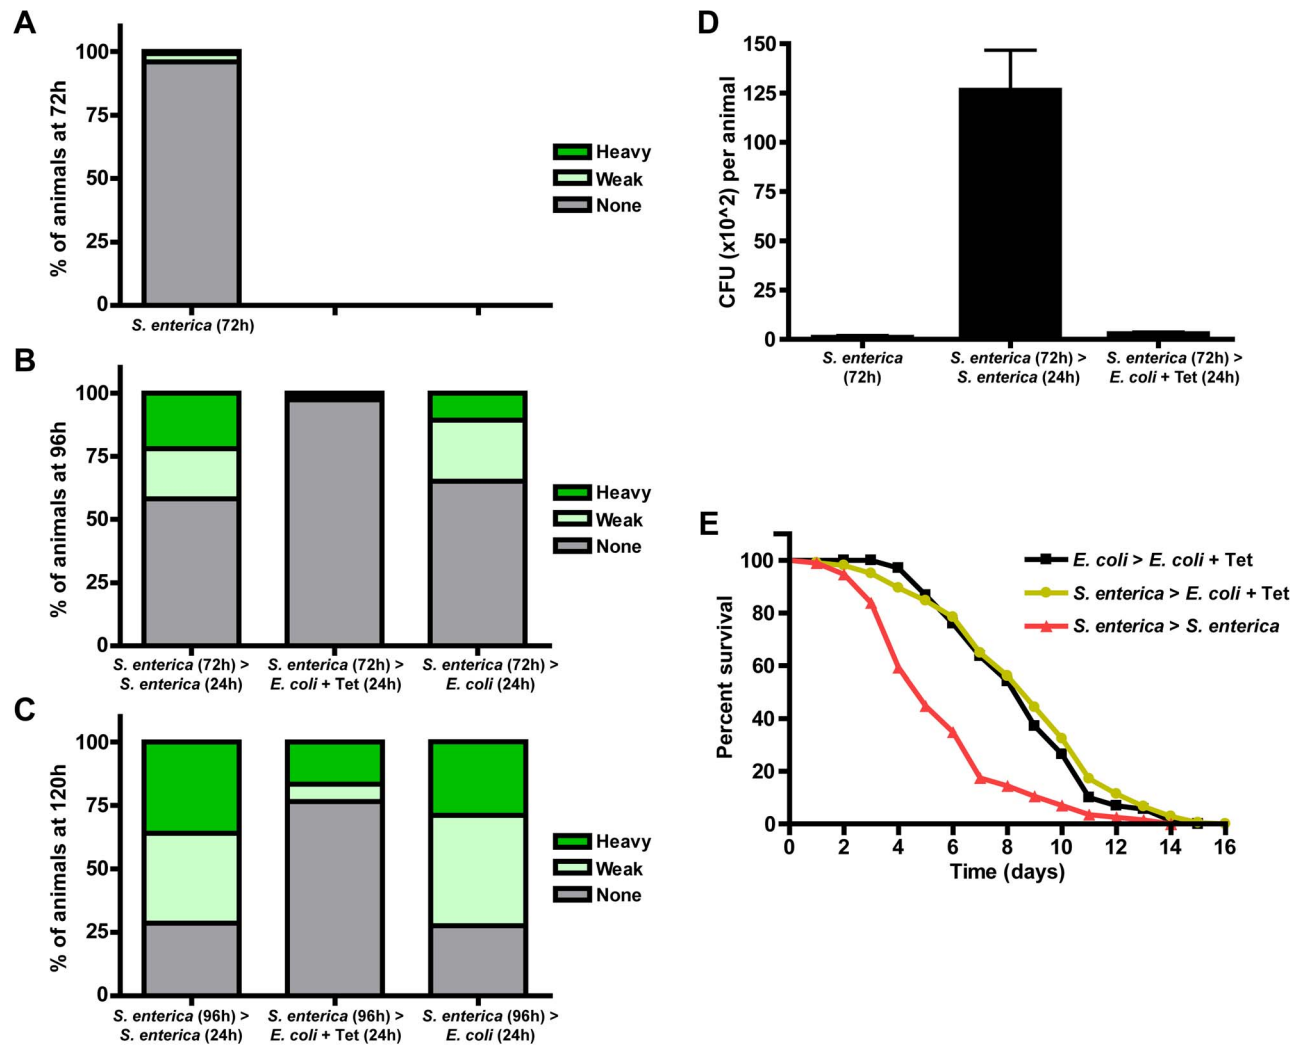 A
% of animals at 72h
100
75
50
25
0
S. enterica (72h)
Heavy
Weak
None
B
% of animals at 96h
100
75
50
25
0
S. enterica (72h) >
S. enterica (24h)
S. enterica (72h) >
E. coli + Tet (24h)
S. enterica (72h) >
E. coli (24h)
Heavy
Weak
None
C
% of animals at 120h
100
75
50
25
0
S. enterica (96h) >
S. enterica (24h)
S. enterica (96h) >
E. coli + Tet (24h)
S. enterica (96h) >
E. coli (24h)
Heavy
Weak
None
D
CFU (x10^2) per animal
150
125
100
75
50
25
0
S. enterica
(72h)
S. enterica (72h) >
S. enterica (24h)
S. enterica (72h) >
E. coli + Tet (24h)
E
Percent survival
100
80
60
40
20
0
0 2 4 6 8 10 12 14 16
Time (days)
E. coli > E. coli + Tet
S. enterica > E. coli + Tet
S. enterica > S. enterica